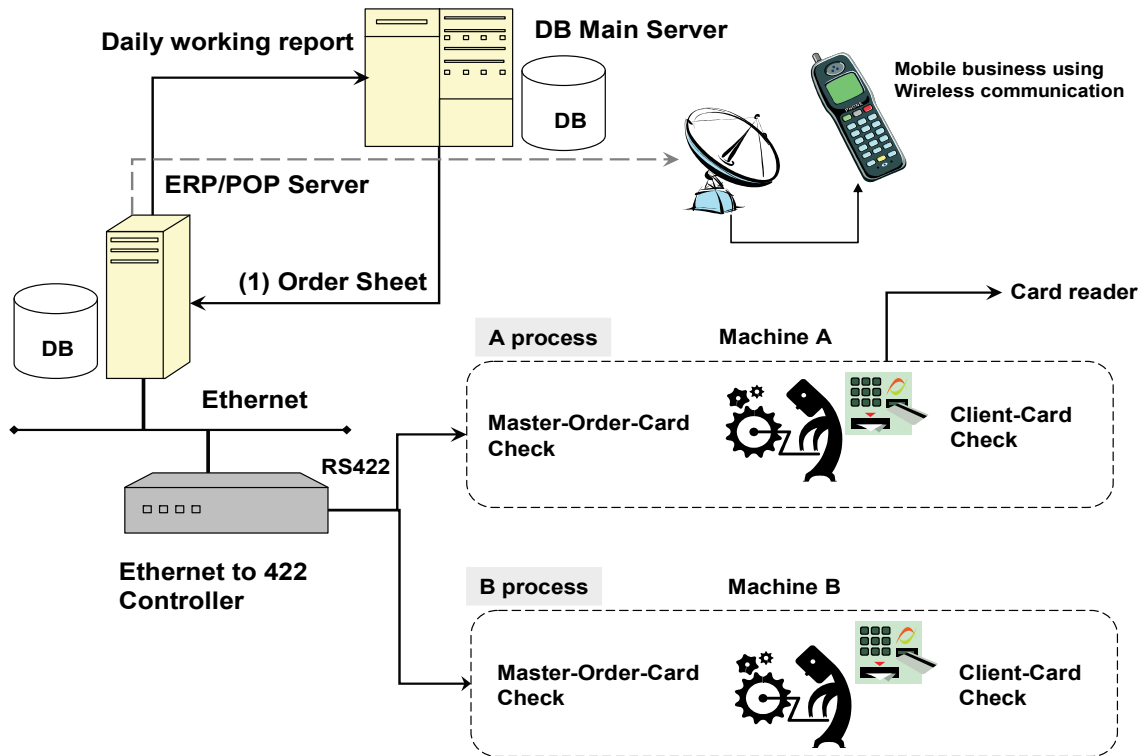 Daily working report
DB Main Server
DB
Mobile business using
Wireless communication
ERP/POP Server
(1) Order Sheet
DB
Card reader
A process
Machine A
Ethernet
Master-Order-Card
Check
Client-Card
Check
RS422
Ethernet to 422
Controller
B process
Machine B
Master-Order-Card
Check
Client-Card
Check